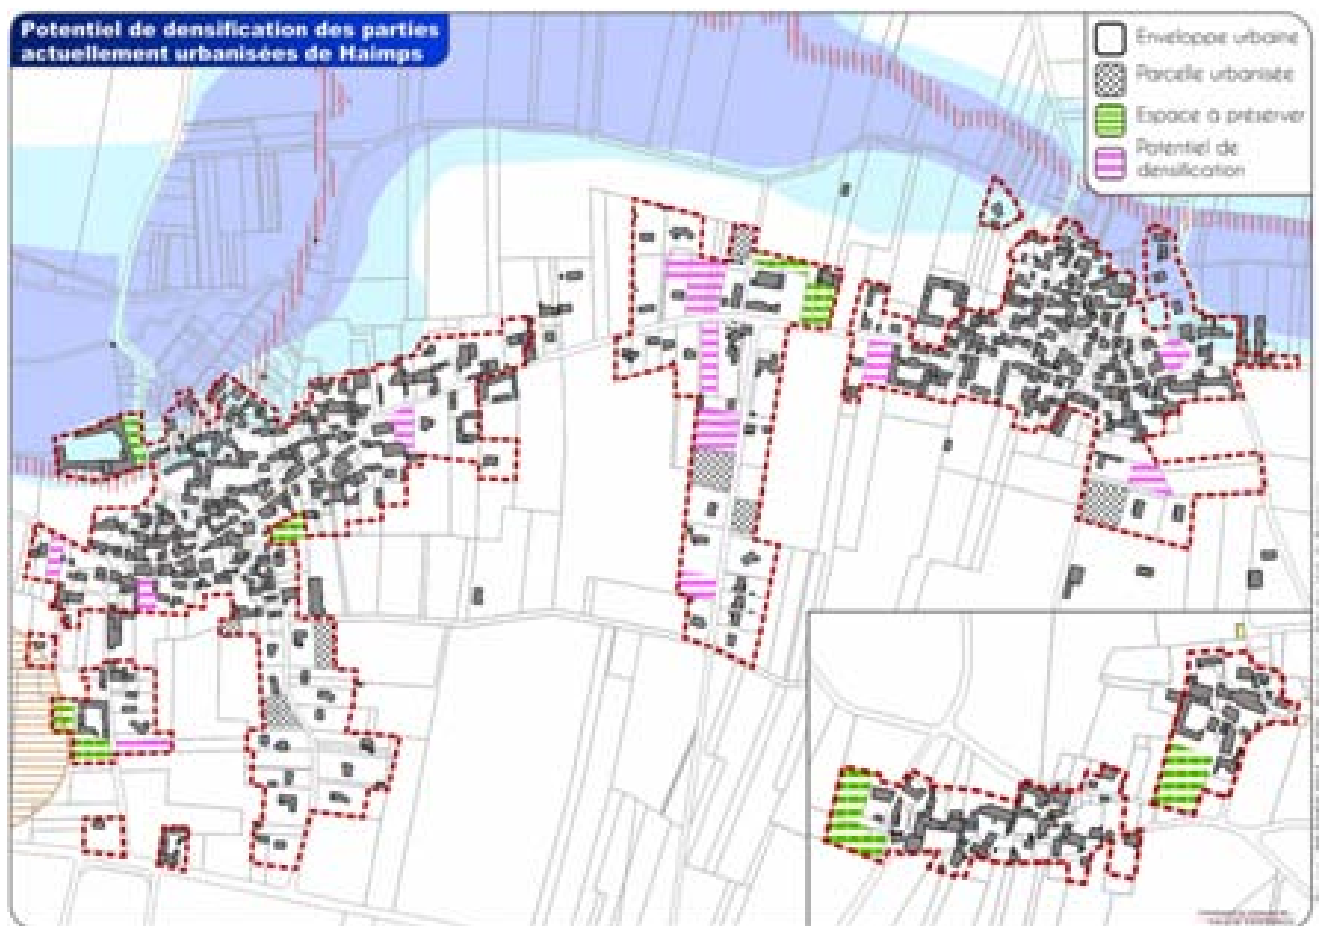 Potentiel de densification des parties
actuellement urbanisées de Haimps
Enveloppe urbaine
Parcelle urbanisée
Espace à préserver
Potentiel de
densification